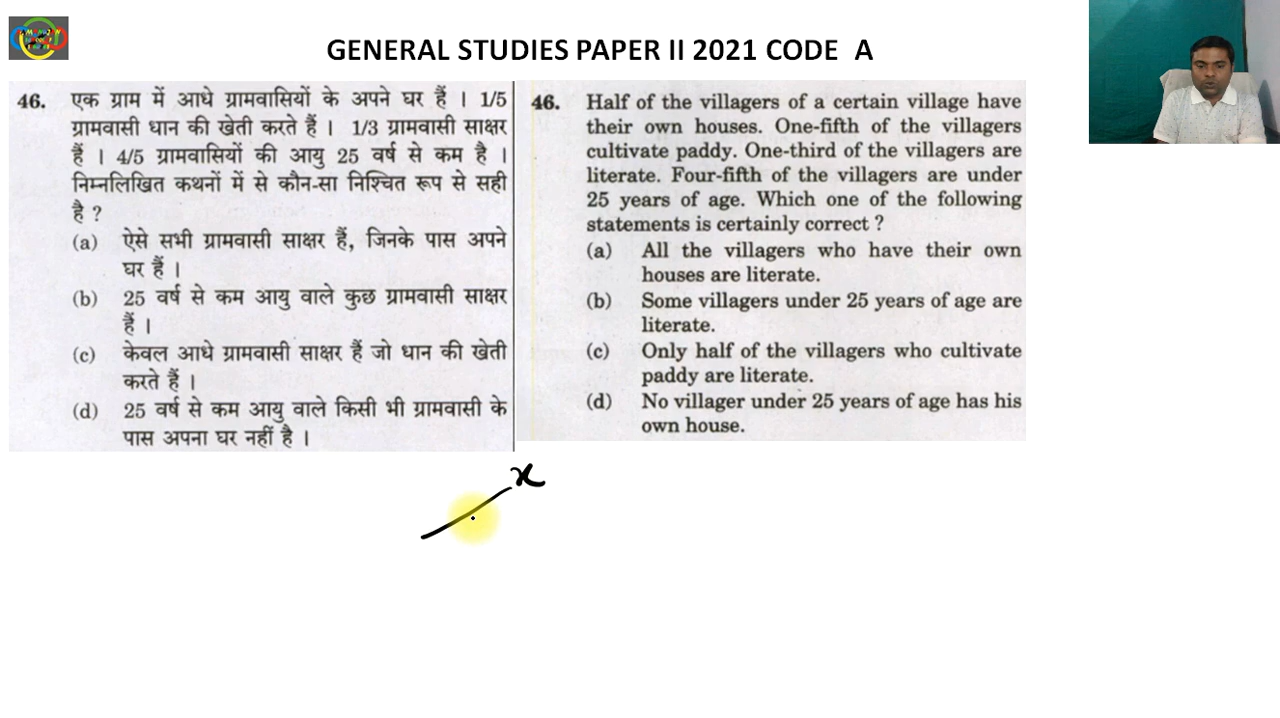 GENERAL STUDIES PAPER II 2021 CODE A
46. एक ग्राम में आधे ग्रामवासियों के अपने घर हैं । 1/5
ग्रामवासी धान की खेती करते हैं । 1/3 ग्रामवासी साक्षर
हैं । 4/5 ग्रामवासियों की आयु 25 वर्ष से कम है ।
निम्नलिखित कथनों में से कौन-सा निश्चित रूप से सही
है ?
(a) ऐसे सभी ग्रामवासी साक्षर हैं, जिनके पास अपने
घर हैं ।
(b) 25 वर्ष से कम आयु वाले कुछ ग्रामवासी साक्षर
हैं ।
(c) केवल आधे ग्रामवासी साक्षर हैं जो धान की खेती
करते हैं ।
(d) 25 वर्ष से कम आयु वाले किसी भी ग्रामवासी के
पास अपना घर नहीं है ।
46. Half of the villagers of a certain village have
their own houses. One-fifth of the villagers
cultivate paddy. One-third of the villagers are
literate. Four-fifth of the villagers are under
25 years of age. Which one of the following
statements is certainly correct ?
(a) All the villagers who have their own
houses are literate.
(b) Some villagers under 25 years of age are
literate.
(c) Only half of the villagers who cultivate
paddy are literate.
(d) No villager under 25 years of age has his
own house.
x